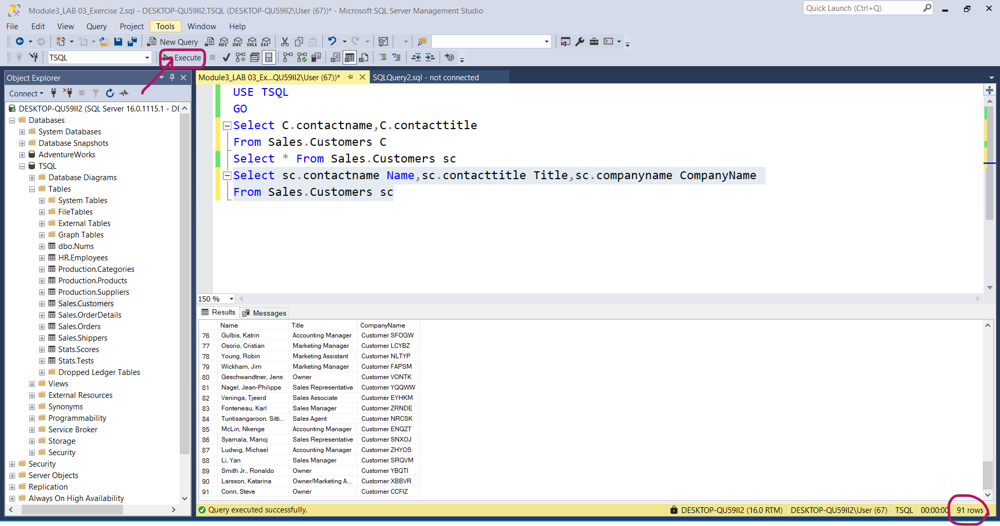 Module3_LAB 03_Exercise 2.sql - DESKTOP-QU59II2.TSQL (DESKTOP-QU59II2\User (67))* - Microsoft SQL Server Management Studio
Quick Launch (Ctrl+Q)
File Edit View Query Project Tools Window Help
New Query MDX DMX XMLA DAX
TSQL Execute
Object Explorer
Connect
DESKTOP-QU59II2 (SQL Server 16.0.1115.1 - DE
Databases
System Databases
Database Snapshots
AdventureWorks
TSQL
Database Diagrams
Tables
System Tables
FileTables
External Tables
Graph Tables
dbo.Nums
HR.Employees
Production.Categories
Production.Products
Production.Suppliers
Sales.Customers
Sales.OrderDetails
Sales.Orders
Sales.Shippers
Stats.Scores
Stats.Tests
Dropped Ledger Tables
Views
External Resources
Synonyms
Programmability
Service Broker
Storage
Security
Security
Server Objects
Replication
Always On High Availability
Module3_LAB 03_Ex...QU59II2\User (67))* SQLQuery2.sql - not connected
USE TSQL
GO
Select C.contactname,C.contacttitle
From Sales.Customers C
Select * From Sales.Customers sc
Select sc.contactname Name,sc.contacttitle Title,sc.companyname CompanyName
From Sales.Customers sc
150 %
Results Messages
Name Title CompanyName
76 Gulbis, Katrin Accounting Manager Customer SFOGW
77 Osorio, Cristian Marketing Manager Customer LCYBZ
78 Young, Robin Marketing Assistant Customer NLTYP
79 Wickham, Jim Marketing Manager Customer FAPSM
80 Geschwandtner, Jens Owner Customer VONTK
81 Nagel, Jean-Philippe Sales Representative Customer YQQWW
82 Veninga, Tjeerd Sales Associate Customer EYHKM
83 Fonteneau, Karl Sales Manager Customer ZRNDE
84 Tuntisangaroon, Sitti... Sales Agent Customer NRCSK
85 McLin, Nkenge Accounting Manager Customer ENQZT
86 Syamala, Manoj Sales Representative Customer SNXOJ
87 Ludwig, Michael Accounting Manager Customer ZHYOS
88 Li, Yan Sales Manager Customer SRQVM
89 Smith Jr., Ronaldo Owner Customer YBQTI
90 Larsson, Katarina Owner/Marketing A... Customer XBBVR
91 Conn, Steve Owner Customer CCFIZ
Query executed successfully. DESKTOP-QU59II2 (16.0 RTM) DESKTOP-QU59II2\User (67) TSQL 00:00:00 91 rows